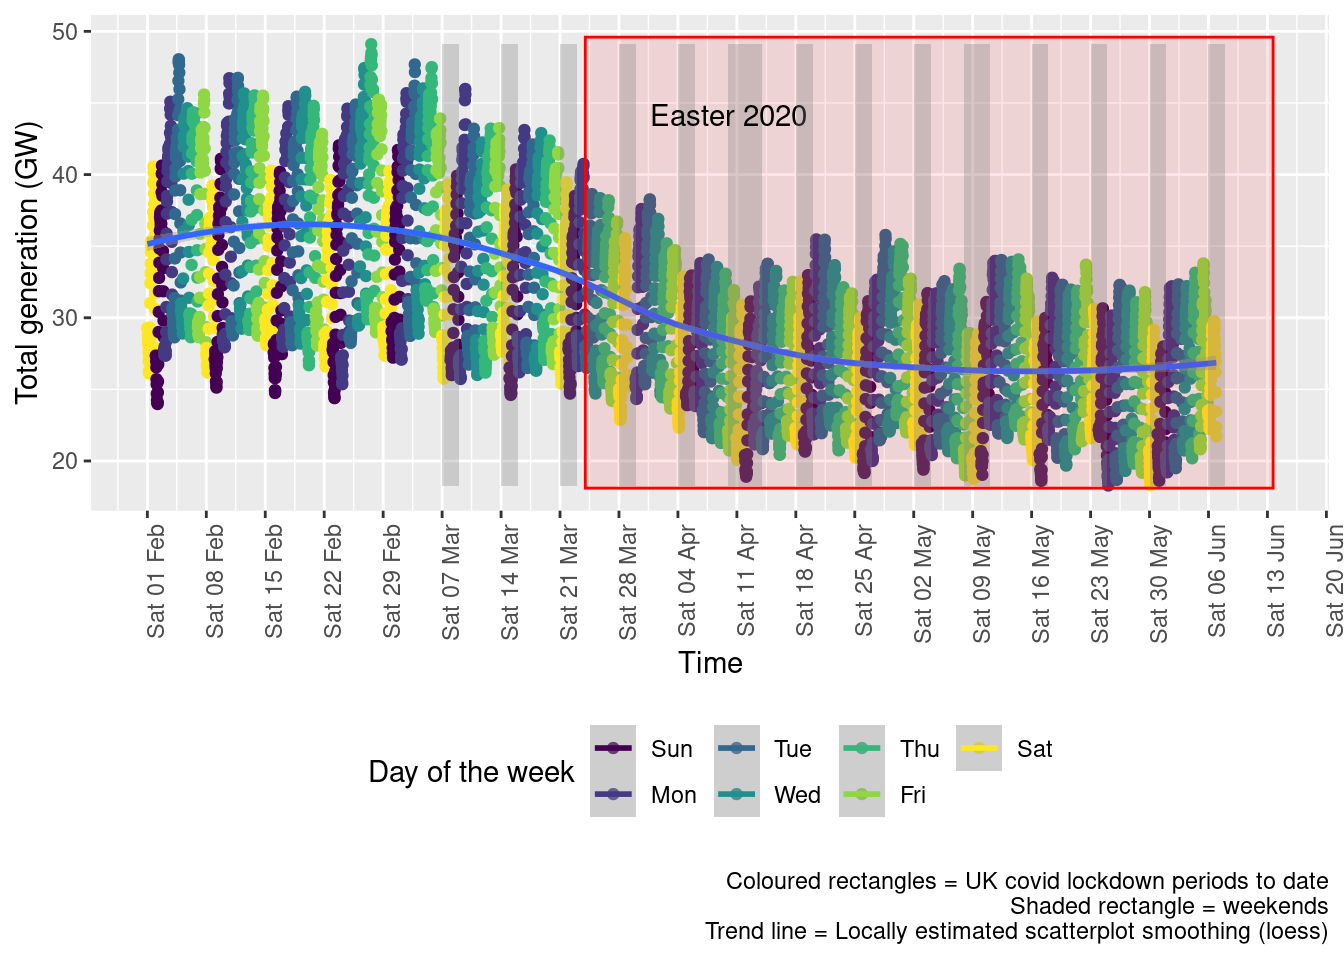 50
40
30
20
Total generation (GW)
Easter 2020
Sat 01 Feb
Sat 08 Feb
Sat 15 Feb
Sat 22 Feb
Sat 29 Feb
Sat 07 Mar
Sat 14 Mar
Sat 21 Mar
Sat 28 Mar
Sat 04 Apr
Sat 11 Apr
Sat 18 Apr
Sat 25 Apr
Sat 02 May
Sat 09 May
Sat 16 May
Sat 23 May
Sat 30 May
Sat 06 Jun
Sat 13 Jun
Sat 20 Jun
Time
Day of the week
Sun
Tue
Thu
Sat
Mon
Wed
Fri
Coloured rectangles = UK covid lockdown periods to date
Shaded rectangle = weekends
Trend line = Locally estimated scatterplot smoothing (loess)